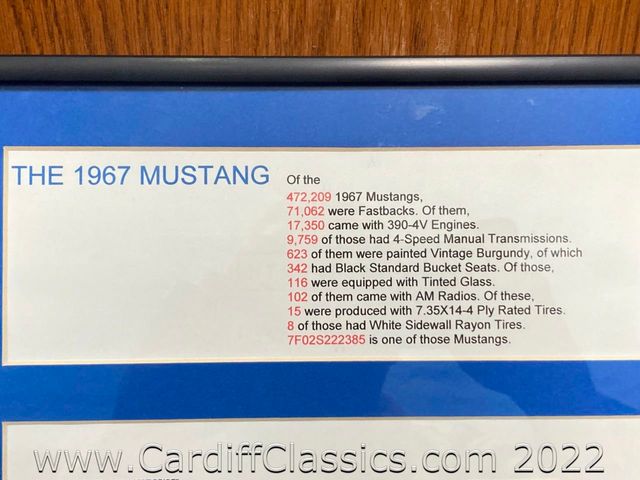 THE 1967 MUSTANG
Of the
472,209 1967 Mustangs,
71,062 were Fastbacks. Of them,
17,350 came with 390-4V Engines.
9,759 of those had 4-Speed Manual Transmissions.
623 of them were painted Vintage Burgundy, of which
342 had Black Standard Bucket Seats. Of those,
116 were equipped with Tinted Glass.
102 of them came with AM Radios. Of these,
15 were produced with 7.35X14-4 Ply Rated Tires.
8 of those had White Sidewall Rayon Tires.
7F02S222385 is one of those Mustangs.
www.CardiffClassics.com 2022